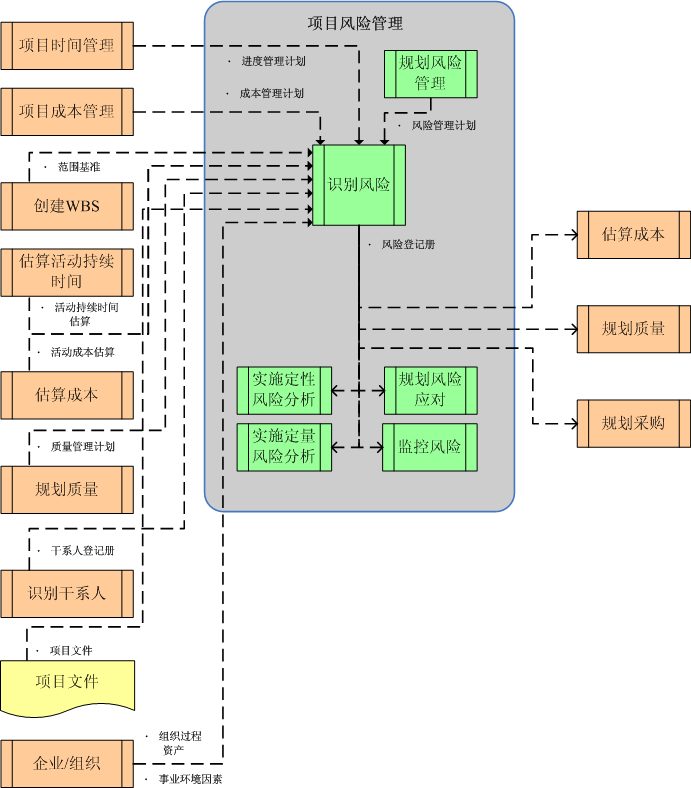 项目风险管理
项目时间管理
· 进度管理计划
规划风险
管理
· 成本管理计划
项目成本管理
· 风险管理计划
· 范围基准
识别风险
创建WBS
· 风险登记册
估算成本
估算活动持续
时间
· 活动持续时间
估算
规划质量
· 活动成本估算
估算成本
实施定性
风险分析
规划风险
应对
规划采购
· 质量管理计划
实施定量
风险分析
监控风险
规划质量
· 干系人登记册
识别干系人
· 项目文件
项目文件
· 组织过程
资产
企业/组织
· 事业环境因素